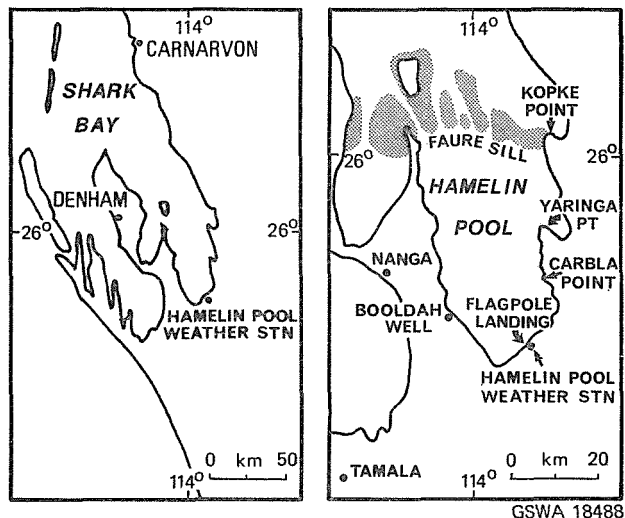 114°
CARNARVON
SHARK
BAY
DENHAM
26°
26°
HAMELIN POOL
WEATHER STN
0 km 50
114°
114°
KOPKE
POINT
FAURE SILL
26°
26°
HAMELIN
POOL
YARINGA
PT
NANGA
CARBLA
POINT
BOOLDAH
WELL
FLAGPOLE
LANDING
HAMELIN POOL
WEATHER STN
0 km 20
TAMALA
114°
GSWA 18488